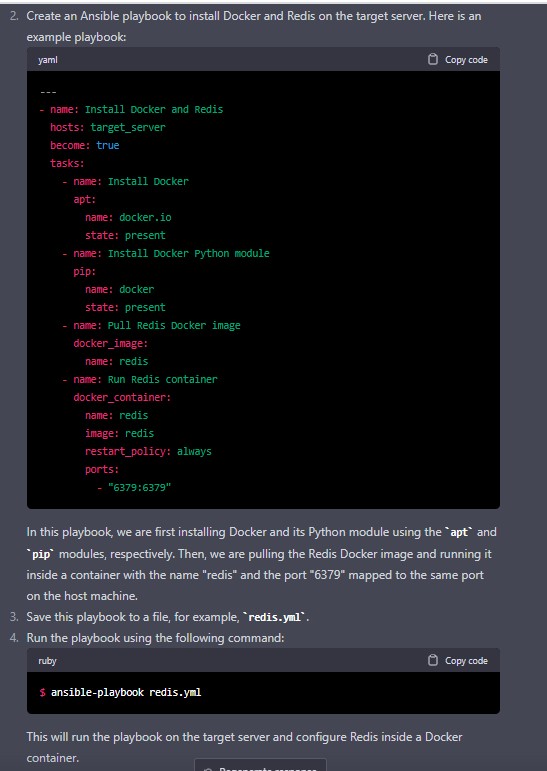 2. Create an Ansible playbook to install Docker and Redis on the target server. Here is an
example playbook:
yaml
Copy code
---
- name: Install Docker and Redis
  hosts: target_server
  become: true
  tasks:
    - name: Install Docker
      apt:
        name: docker.io
        state: present
    - name: Install Docker Python module
      pip:
        name: docker
        state: present
    - name: Pull Redis Docker image
      docker_image:
        name: redis
    - name: Run Redis container
      docker_container:
        name: redis
        image: redis
        restart_policy: always
        ports:
          - "6379:6379"
In this playbook, we are first installing Docker and its Python module using the `apt` and
`pip` modules, respectively. Then, we are pulling the Redis Docker image and running it
inside a container with the name "redis" and the port "6379" mapped to the same port
on the host machine.
3. Save this playbook to a file, for example, `redis.yml`.
4. Run the playbook using the following command:
ruby
Copy code
$ ansible-playbook redis.yml
This will run the playbook on the target server and configure Redis inside a Docker
container.
Regenerate response